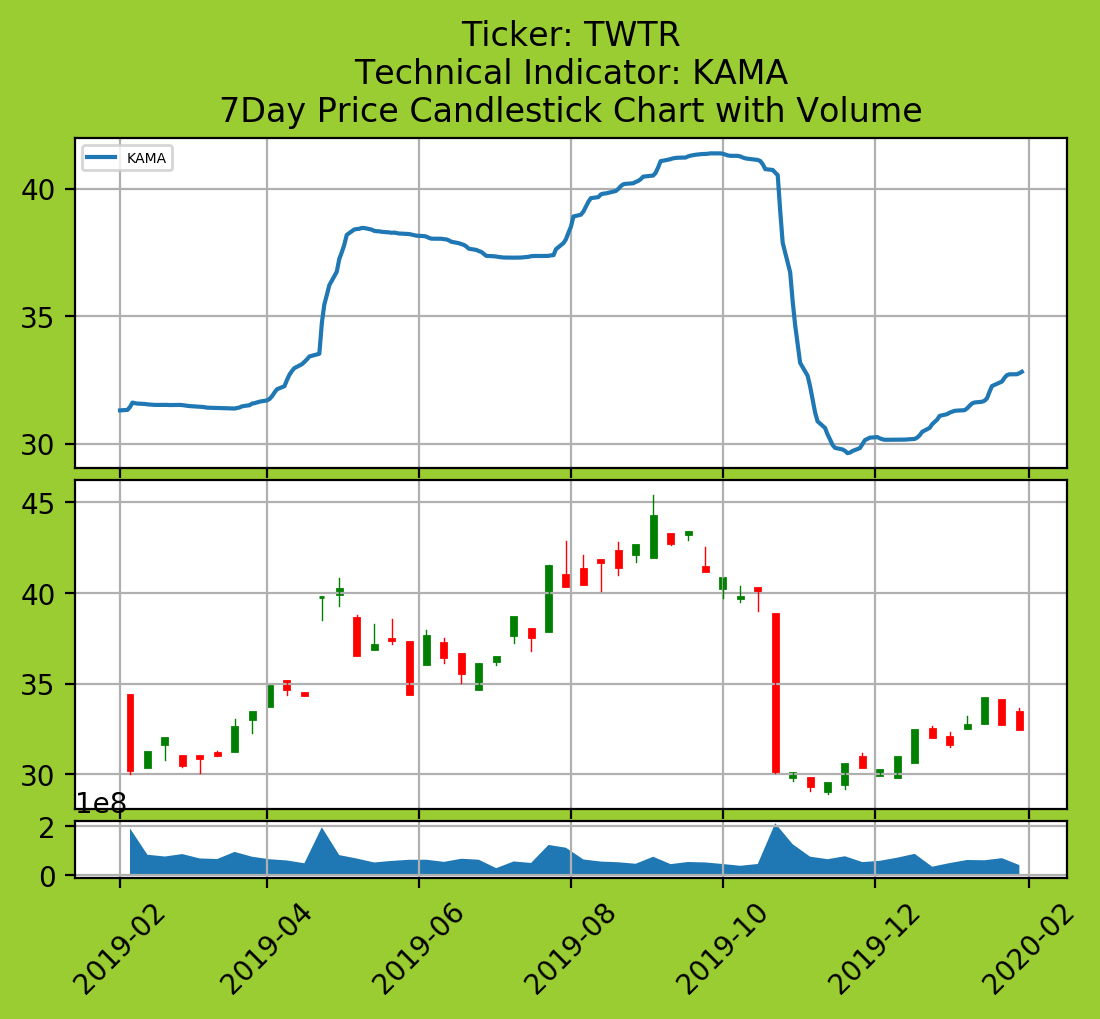 Ticker: TWTR
Technical Indicator: KAMA
7Day Price Candlestick Chart with Volume
KAMA
40
35
30
45
40
35
30
1e8
2
0
2019-02 2019-04 2019-06 2019-08 2019-10 2019-12 2020-02